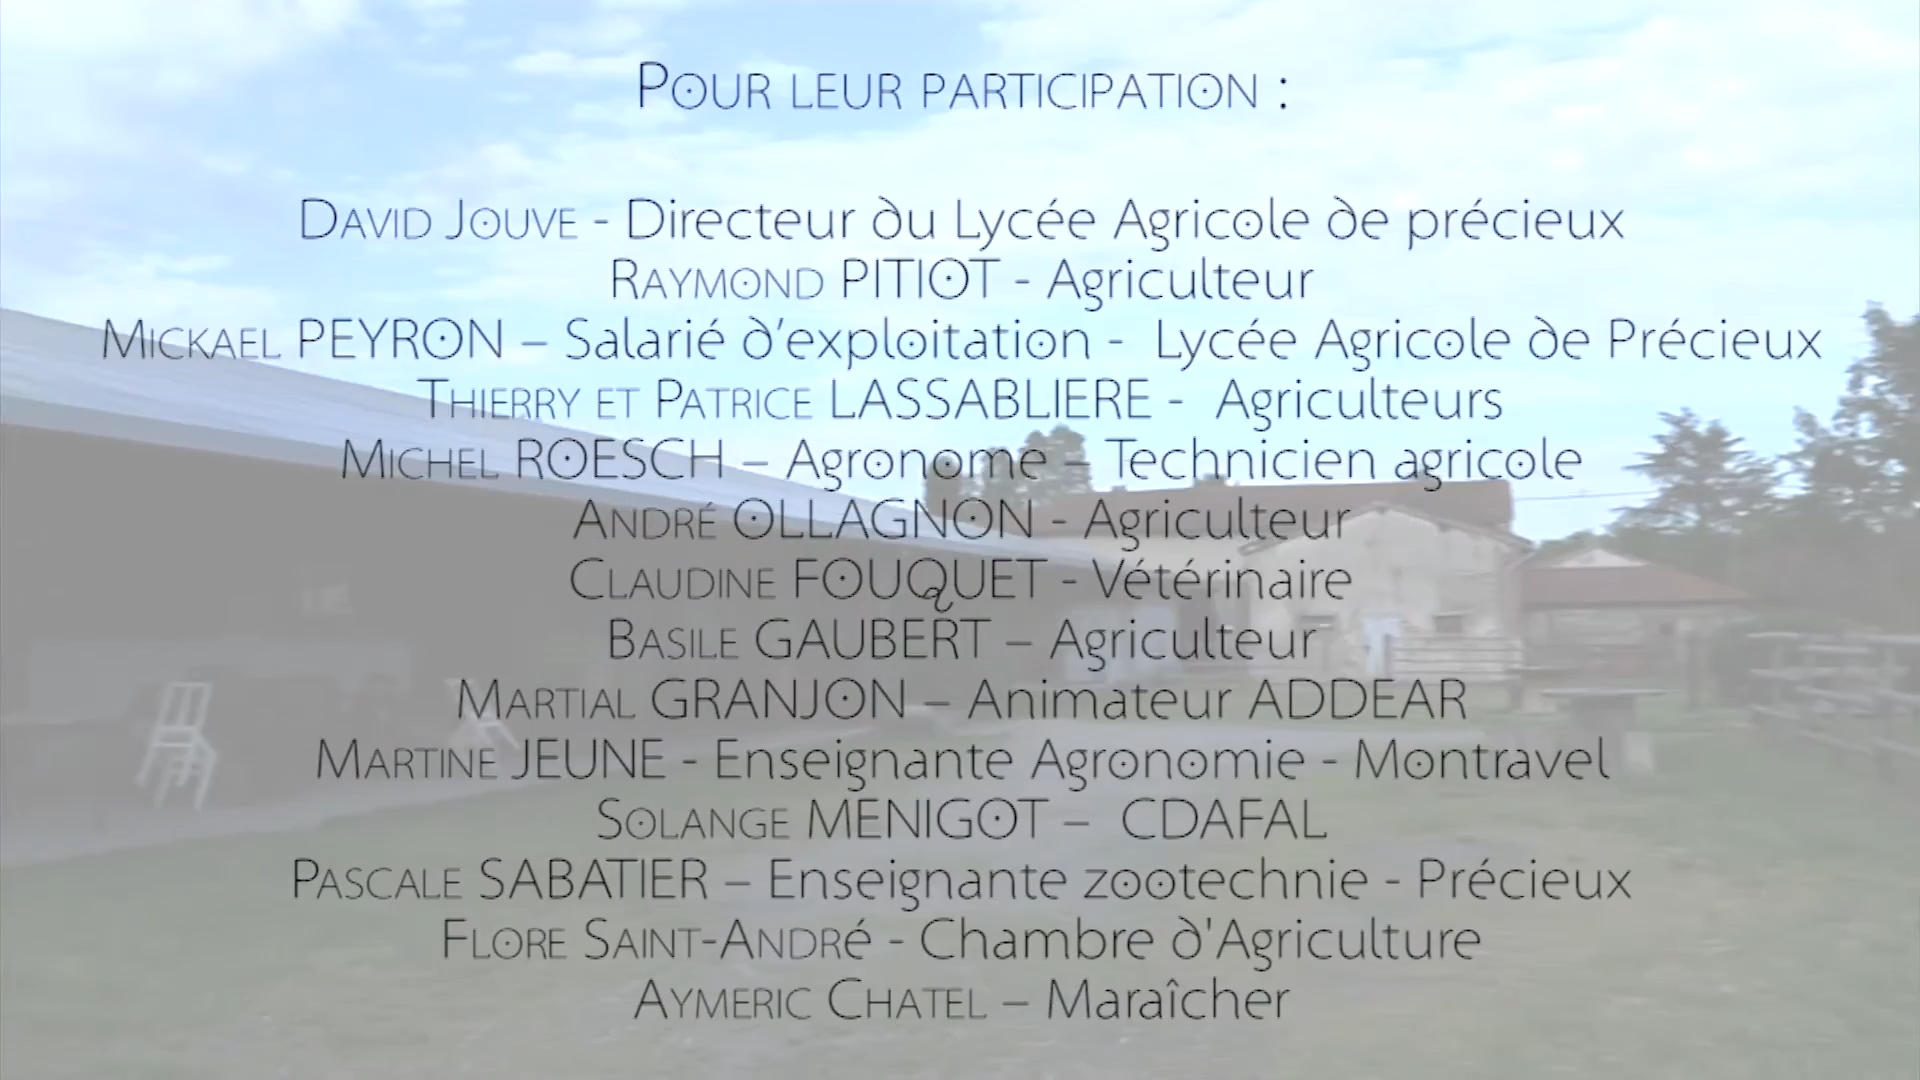 Pour leur participation :
David Jouve - Directeur du Lycée Agricole de précieux
Raymond PITIOT - Agriculteur
Mickael PEYRON – Salarié d’exploitation - Lycée Agricole de Précieux
Thierry et Patrice LASSABLIERE - Agriculteurs
Michel ROESCH – Agronome – Technicien agricole
André OLLAGNON - Agriculteur
Claudine FOUQUET - Vétérinaire
Basile GAUBERT – Agriculteur
Martial GRANJON – Animateur ADDEAR
Martine JEUNE - Enseignante Agronomie - Montravel
Solange MENIGOT – CDAFAL
Pascale SABATIER – Enseignante zootechnie - Précieux
Flore Saint-André - Chambre d'Agriculture
Aymeric Chatel – Maraîcher